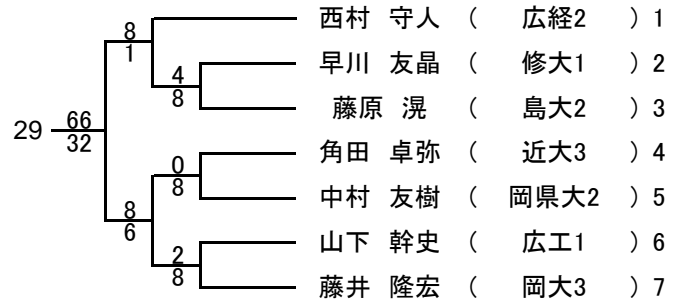 西村 守人 ( 広経2 ) 1
8
1
早川 友晶 ( 修大1 ) 2
4
8
藤原 滉 ( 島大2 ) 3
29
66
32
角田 卓弥 ( 近大3 ) 4
0
8
中村 友樹 ( 岡県大2 ) 5
8
6
山下 幹史 ( 広工1 ) 6
2
8
藤井 隆宏 ( 岡大3 ) 7